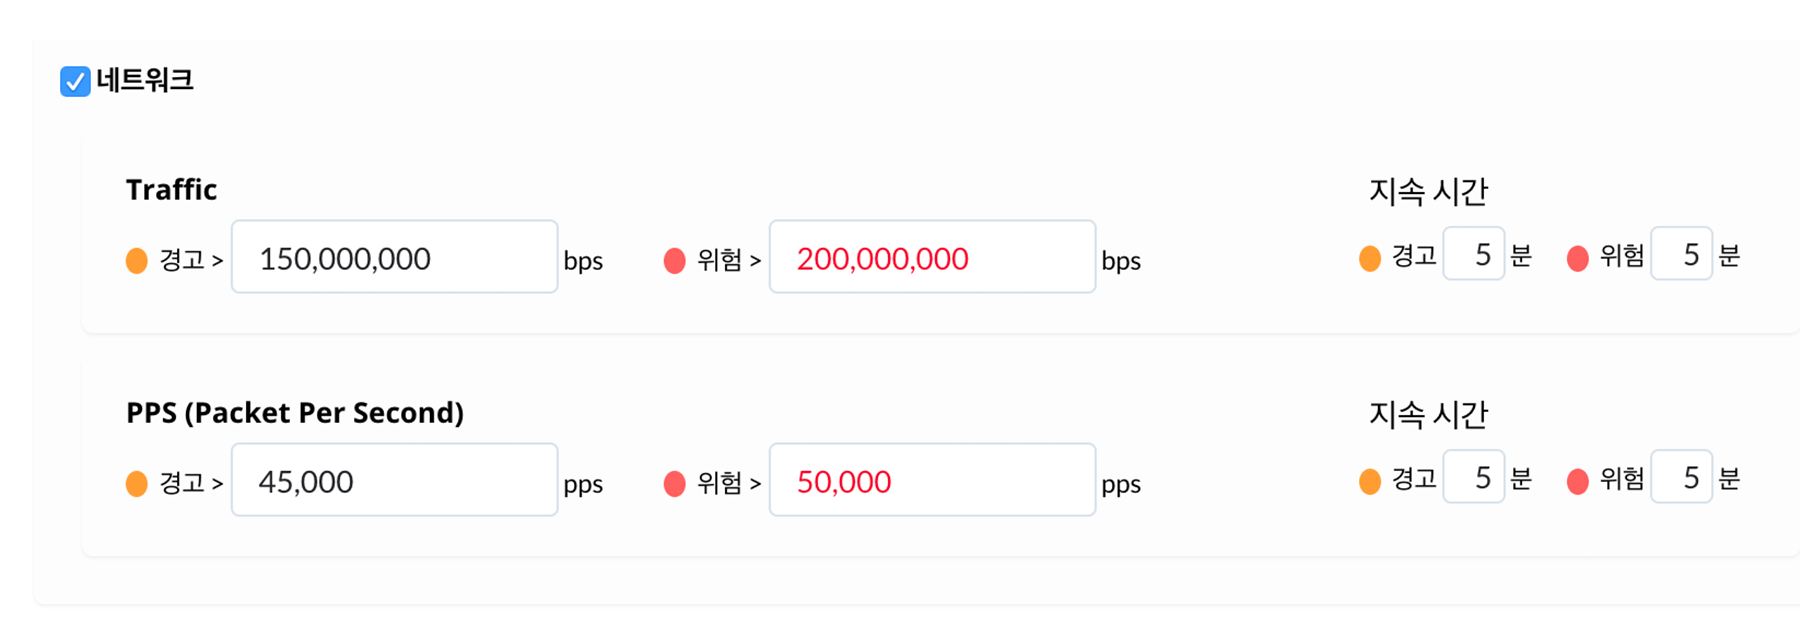 네트워크
Traffic
지속 시간
경고 > 150,000,000 bps 위험 > 200,000,000 bps
경고 5 분 위험 5 분
PPS (Packet Per Second)
지속 시간
경고 > 45,000 pps 위험 > 50,000 pps
경고 5 분 위험 5 분